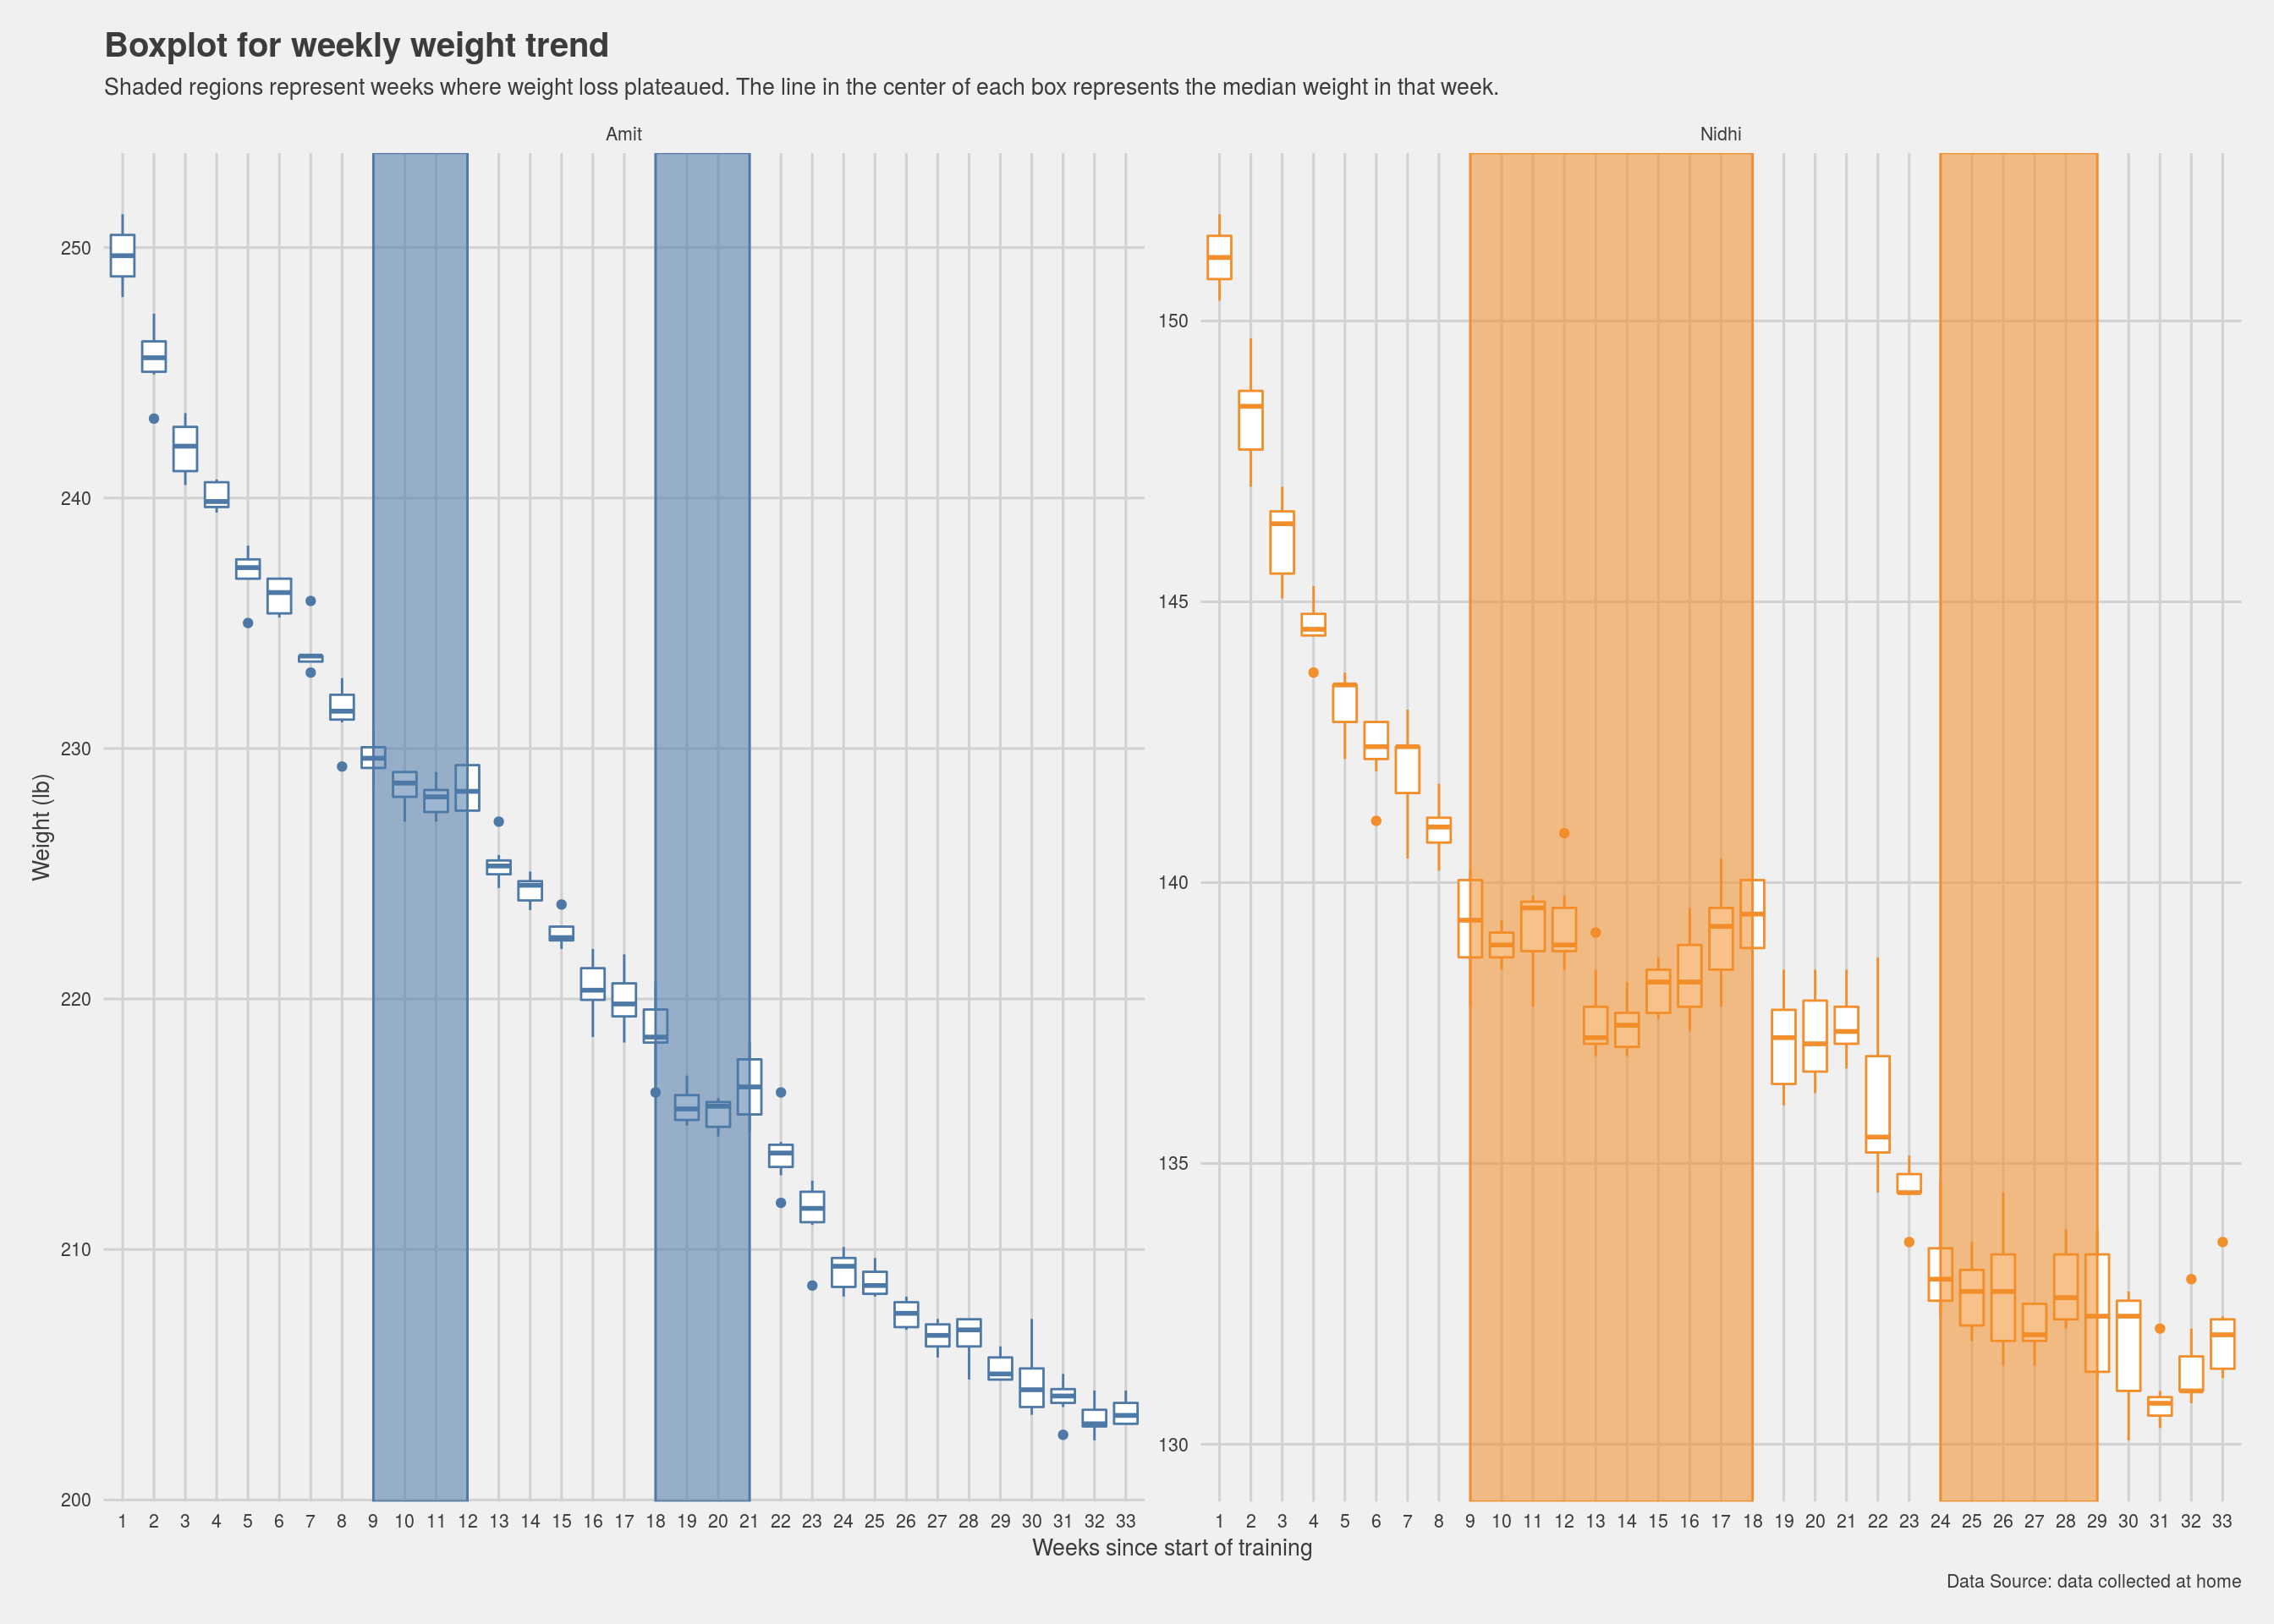 Boxplot for weekly weight trend
Shaded regions represent weeks where weight loss plateaued. The line in the center of each box represents the median weight in that week.
Amit
Nidhi
Weight (lb)
250
240
230
220
210
200
150
145
140
135
130
1 2 3 4 5 6 7 8 9 10 11 12 13 14 15 16 17 18 19 20 21 22 23 24 25 26 27 28 29 30 31 32 33
1 2 3 4 5 6 7 8 9 10 11 12 13 14 15 16 17 18 19 20 21 22 23 24 25 26 27 28 29 30 31 32 33
Weeks since start of training
Data Source: data collected at home